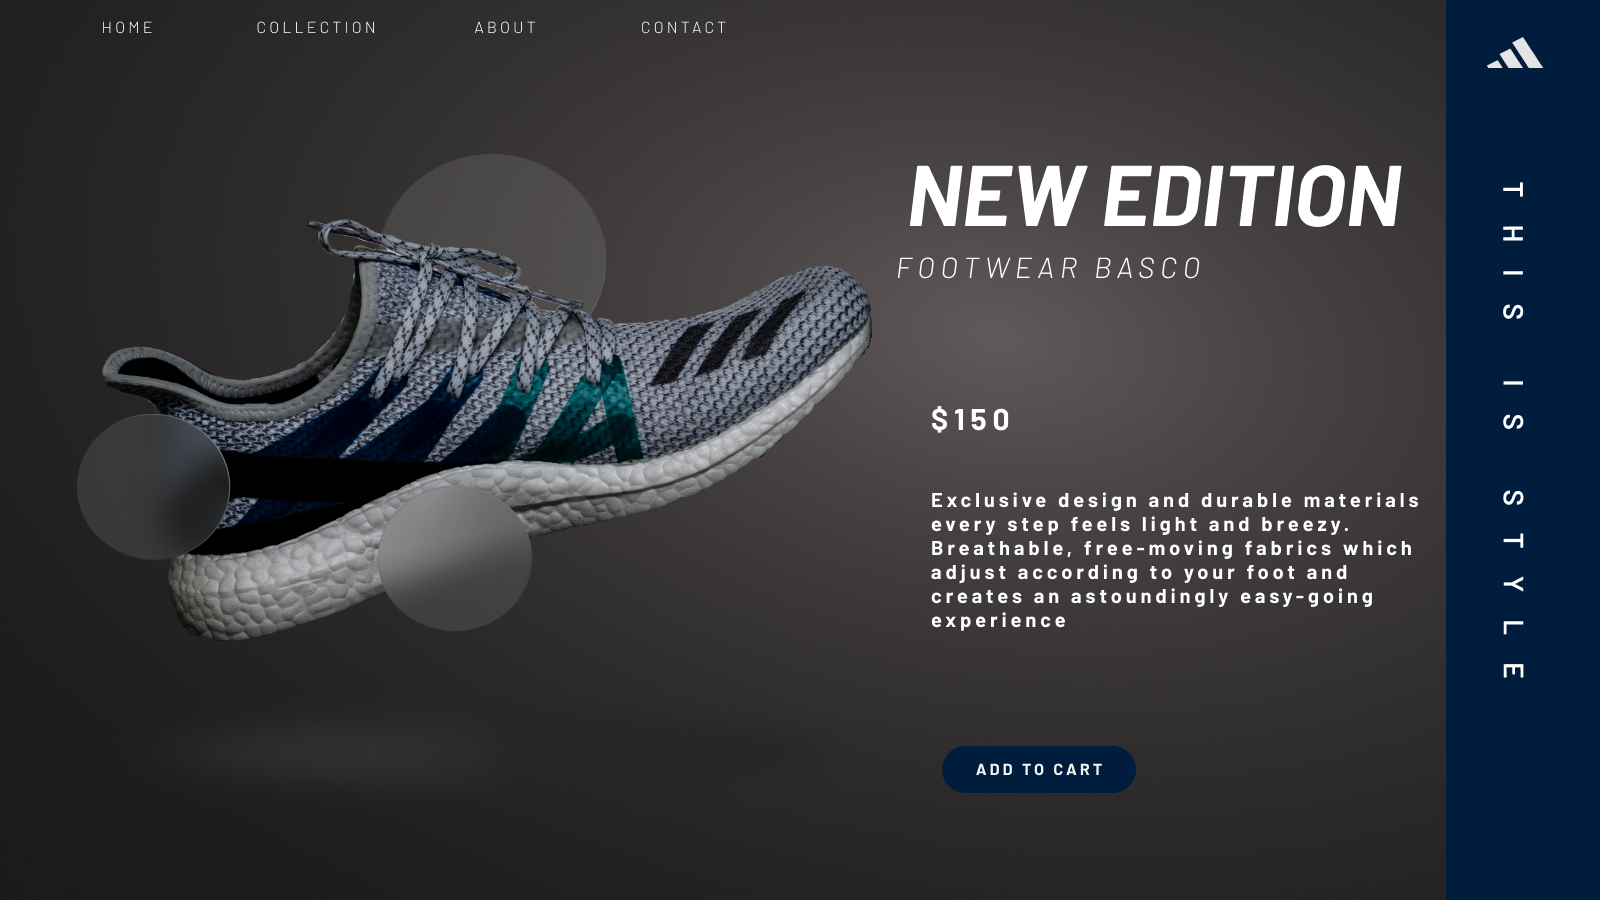 HOME
COLLECTION
ABOUT
CONTACT
NEW EDITION
FOOTWEAR BASCO
$150
Exclusive design and durable materials
every step feels light and breezy.
Breathable, free-moving fabrics which
adjust according to your foot and
creates an astoundingly easy-going
experience
ADD TO CART
THIS IS STYLE